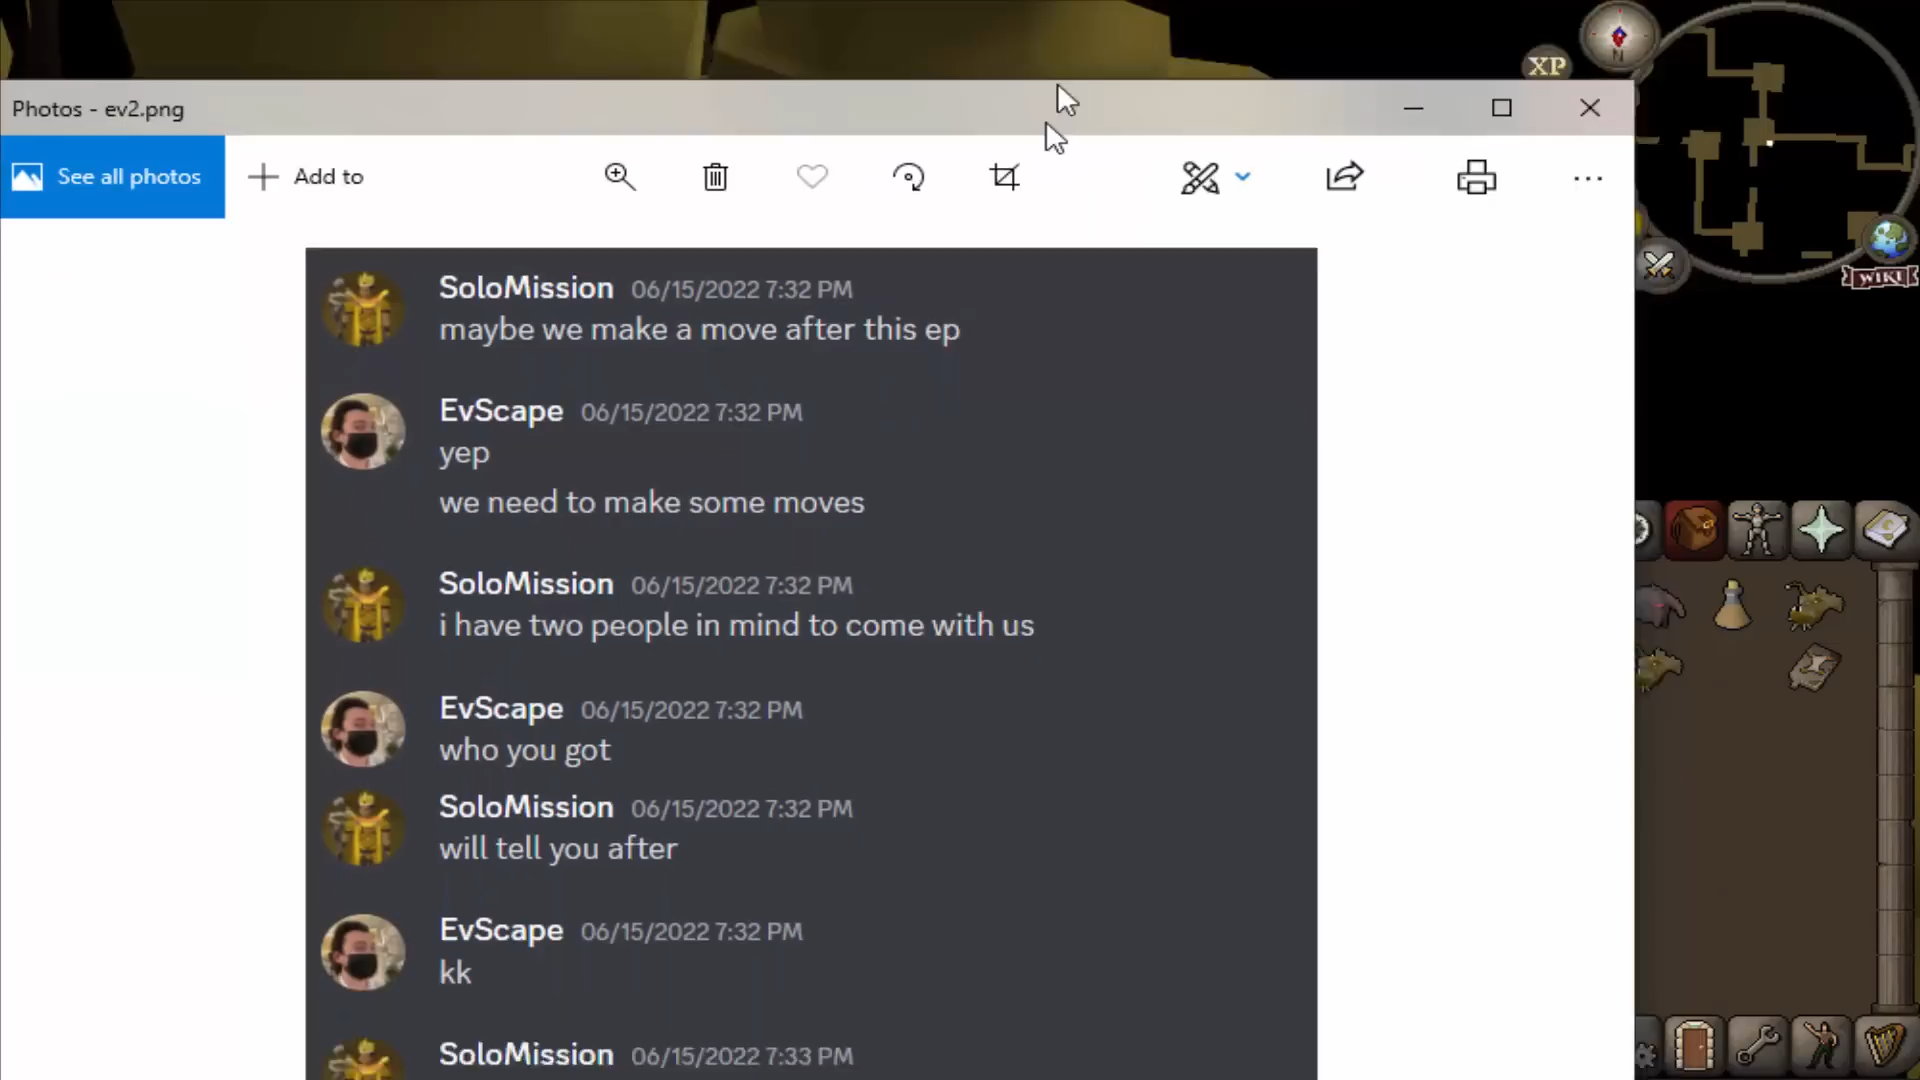 XP
Photos - ev2.png
See all photos
Add to
SoloMission 06/15/2022 7:32 PM
maybe we make a move after this ep
EvScape 06/15/2022 7:32 PM
yep
we need to make some moves
SoloMission 06/15/2022 7:32 PM
i have two people in mind to come with us
EvScape 06/15/2022 7:32 PM
who you got
SoloMission 06/15/2022 7:32 PM
will tell you after
EvScape 06/15/2022 7:32 PM
kk
SoloMission 06/15/2022 7:33 PM
N
WIKI